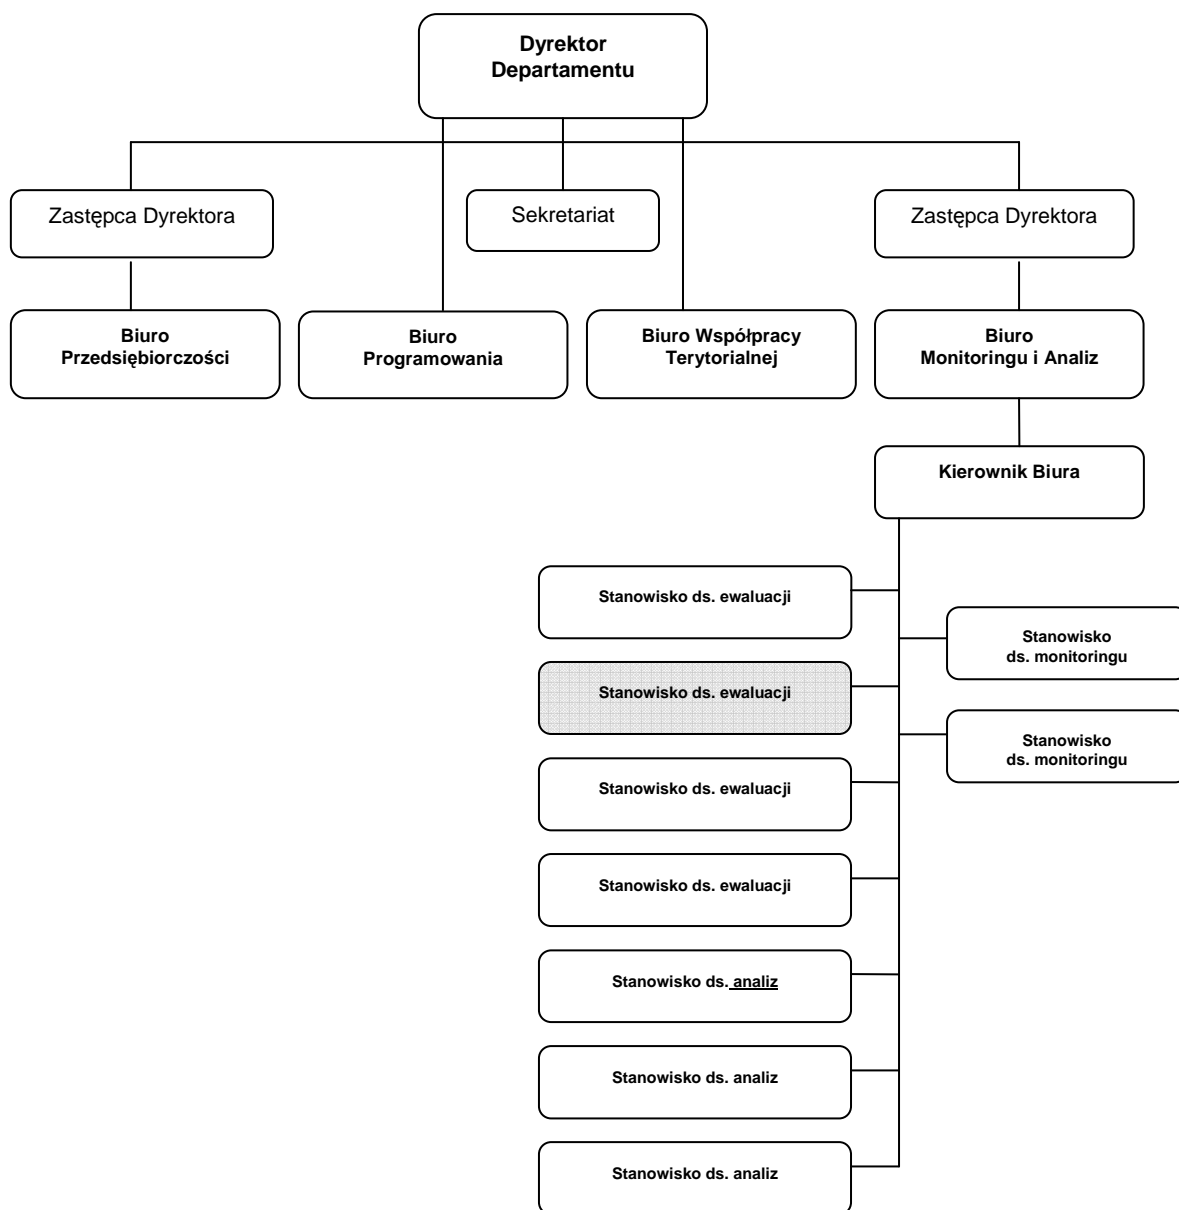 Dyrektor
Departamentu
Zastępca Dyrektora
Sekretariat
Zastępca Dyrektora
Biuro
Przedsiębiorczości
Biuro
Programowania
Biuro Współpracy
Terytorialnej
Biuro
Monitoringu i Analiz
Kierownik Biura
Stanowisko ds. ewaluacji
Stanowisko
ds. monitoringu
Stanowisko ds. ewaluacji
Stanowisko
ds. monitoringu
Stanowisko ds. ewaluacji
Stanowisko ds. ewaluacji
Stanowisko ds. analiz
Stanowisko ds. analiz
Stanowisko ds. analiz